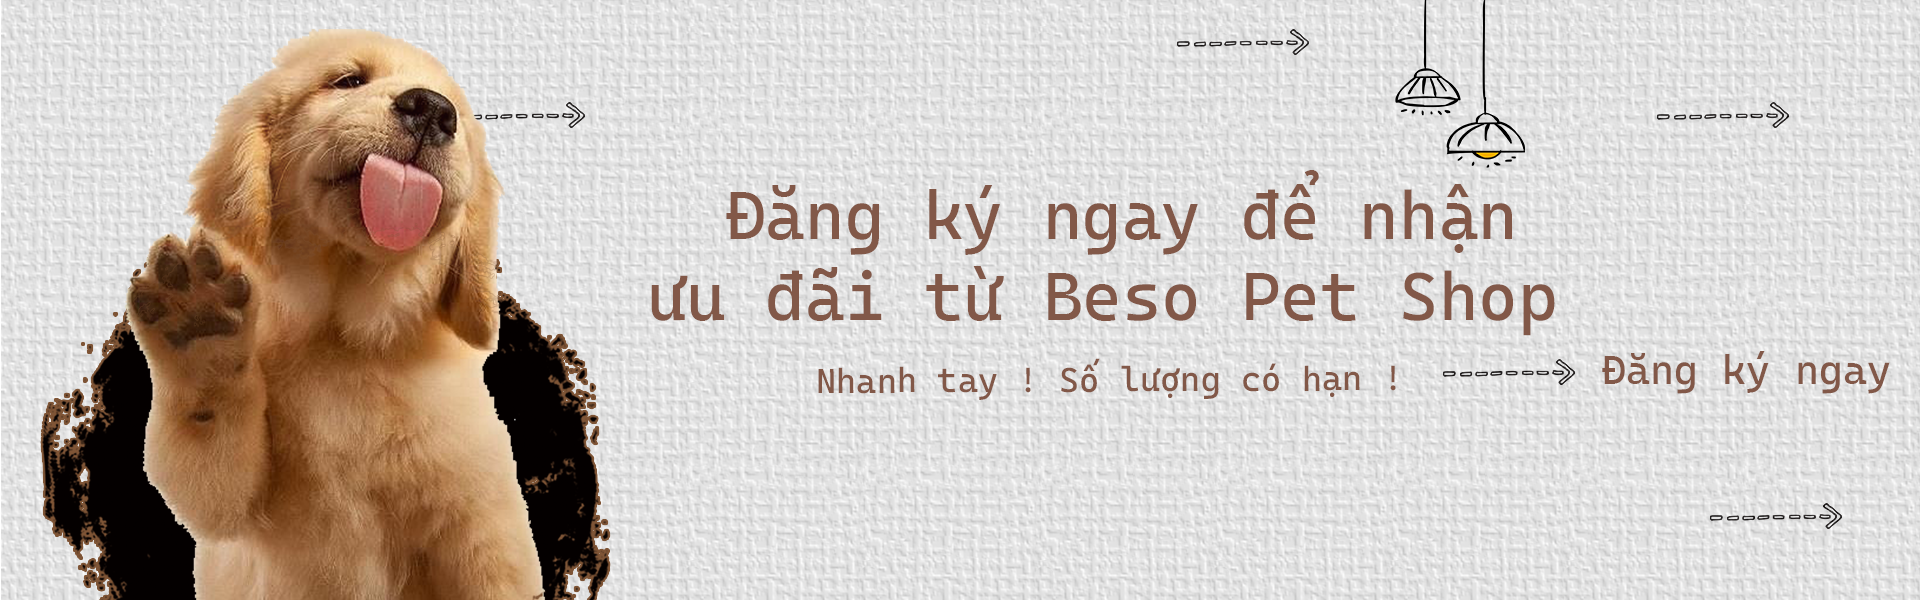 Đăng ký ngay để nhận
ưu đãi từ Beso Pet Shop
Nhanh tay ! Số lượng có hạn !
Đăng ký ngay